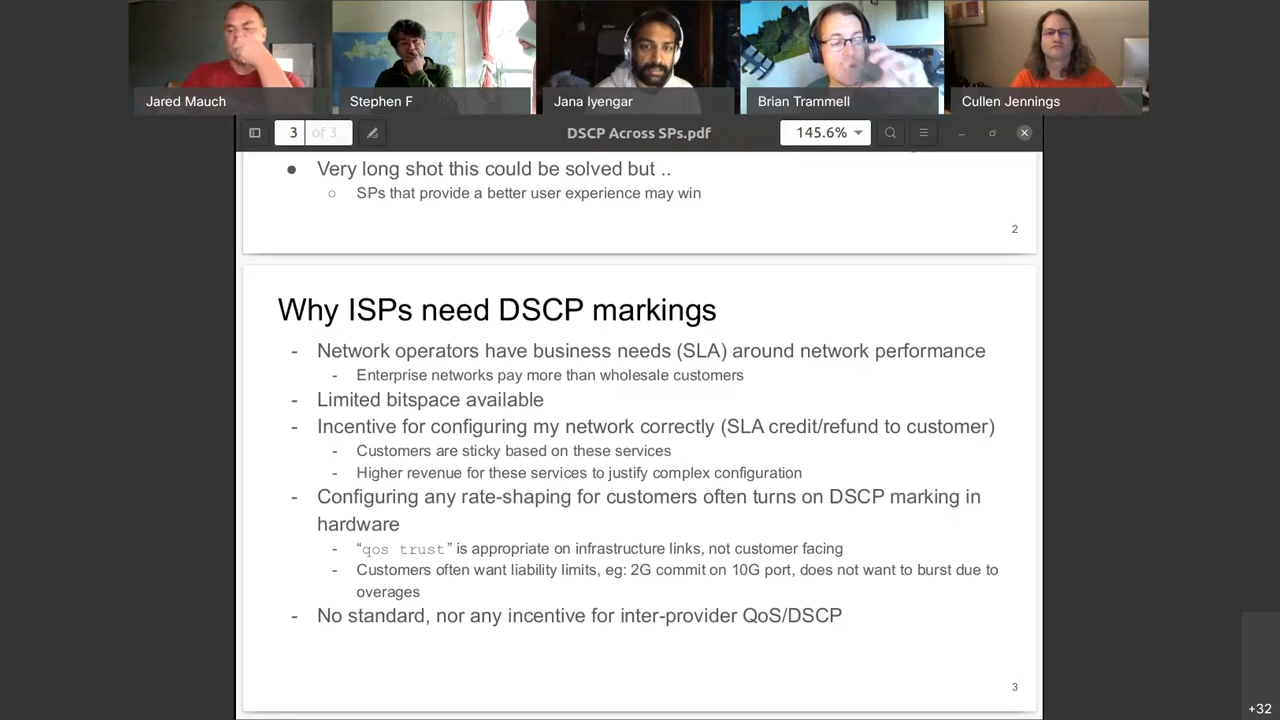 Jared Mauch
Stephen F
Jana Iyengar
Brian Trammell
Cullen Jennings
3 of 3
DSCP Across SPs.pdf
145.6%
● Very long shot this could be solved but ..
○ SPs that provide a better user experience may win
2
Why ISPs need DSCP markings
- Network operators have business needs (SLA) around network performance
- Enterprise networks pay more than wholesale customers
- Limited bitspace available
- Incentive for configuring my network correctly (SLA credit/refund to customer)
- Customers are sticky based on these services
- Higher revenue for these services to justify complex configuration
- Configuring any rate-shaping for customers often turns on DSCP marking in
hardware
- “qos trust” is appropriate on infrastructure links, not customer facing
- Customers often want liability limits, eg: 2G commit on 10G port, does not want to burst due to
overages
- No standard, nor any incentive for inter-provider QoS/DSCP
3
+32